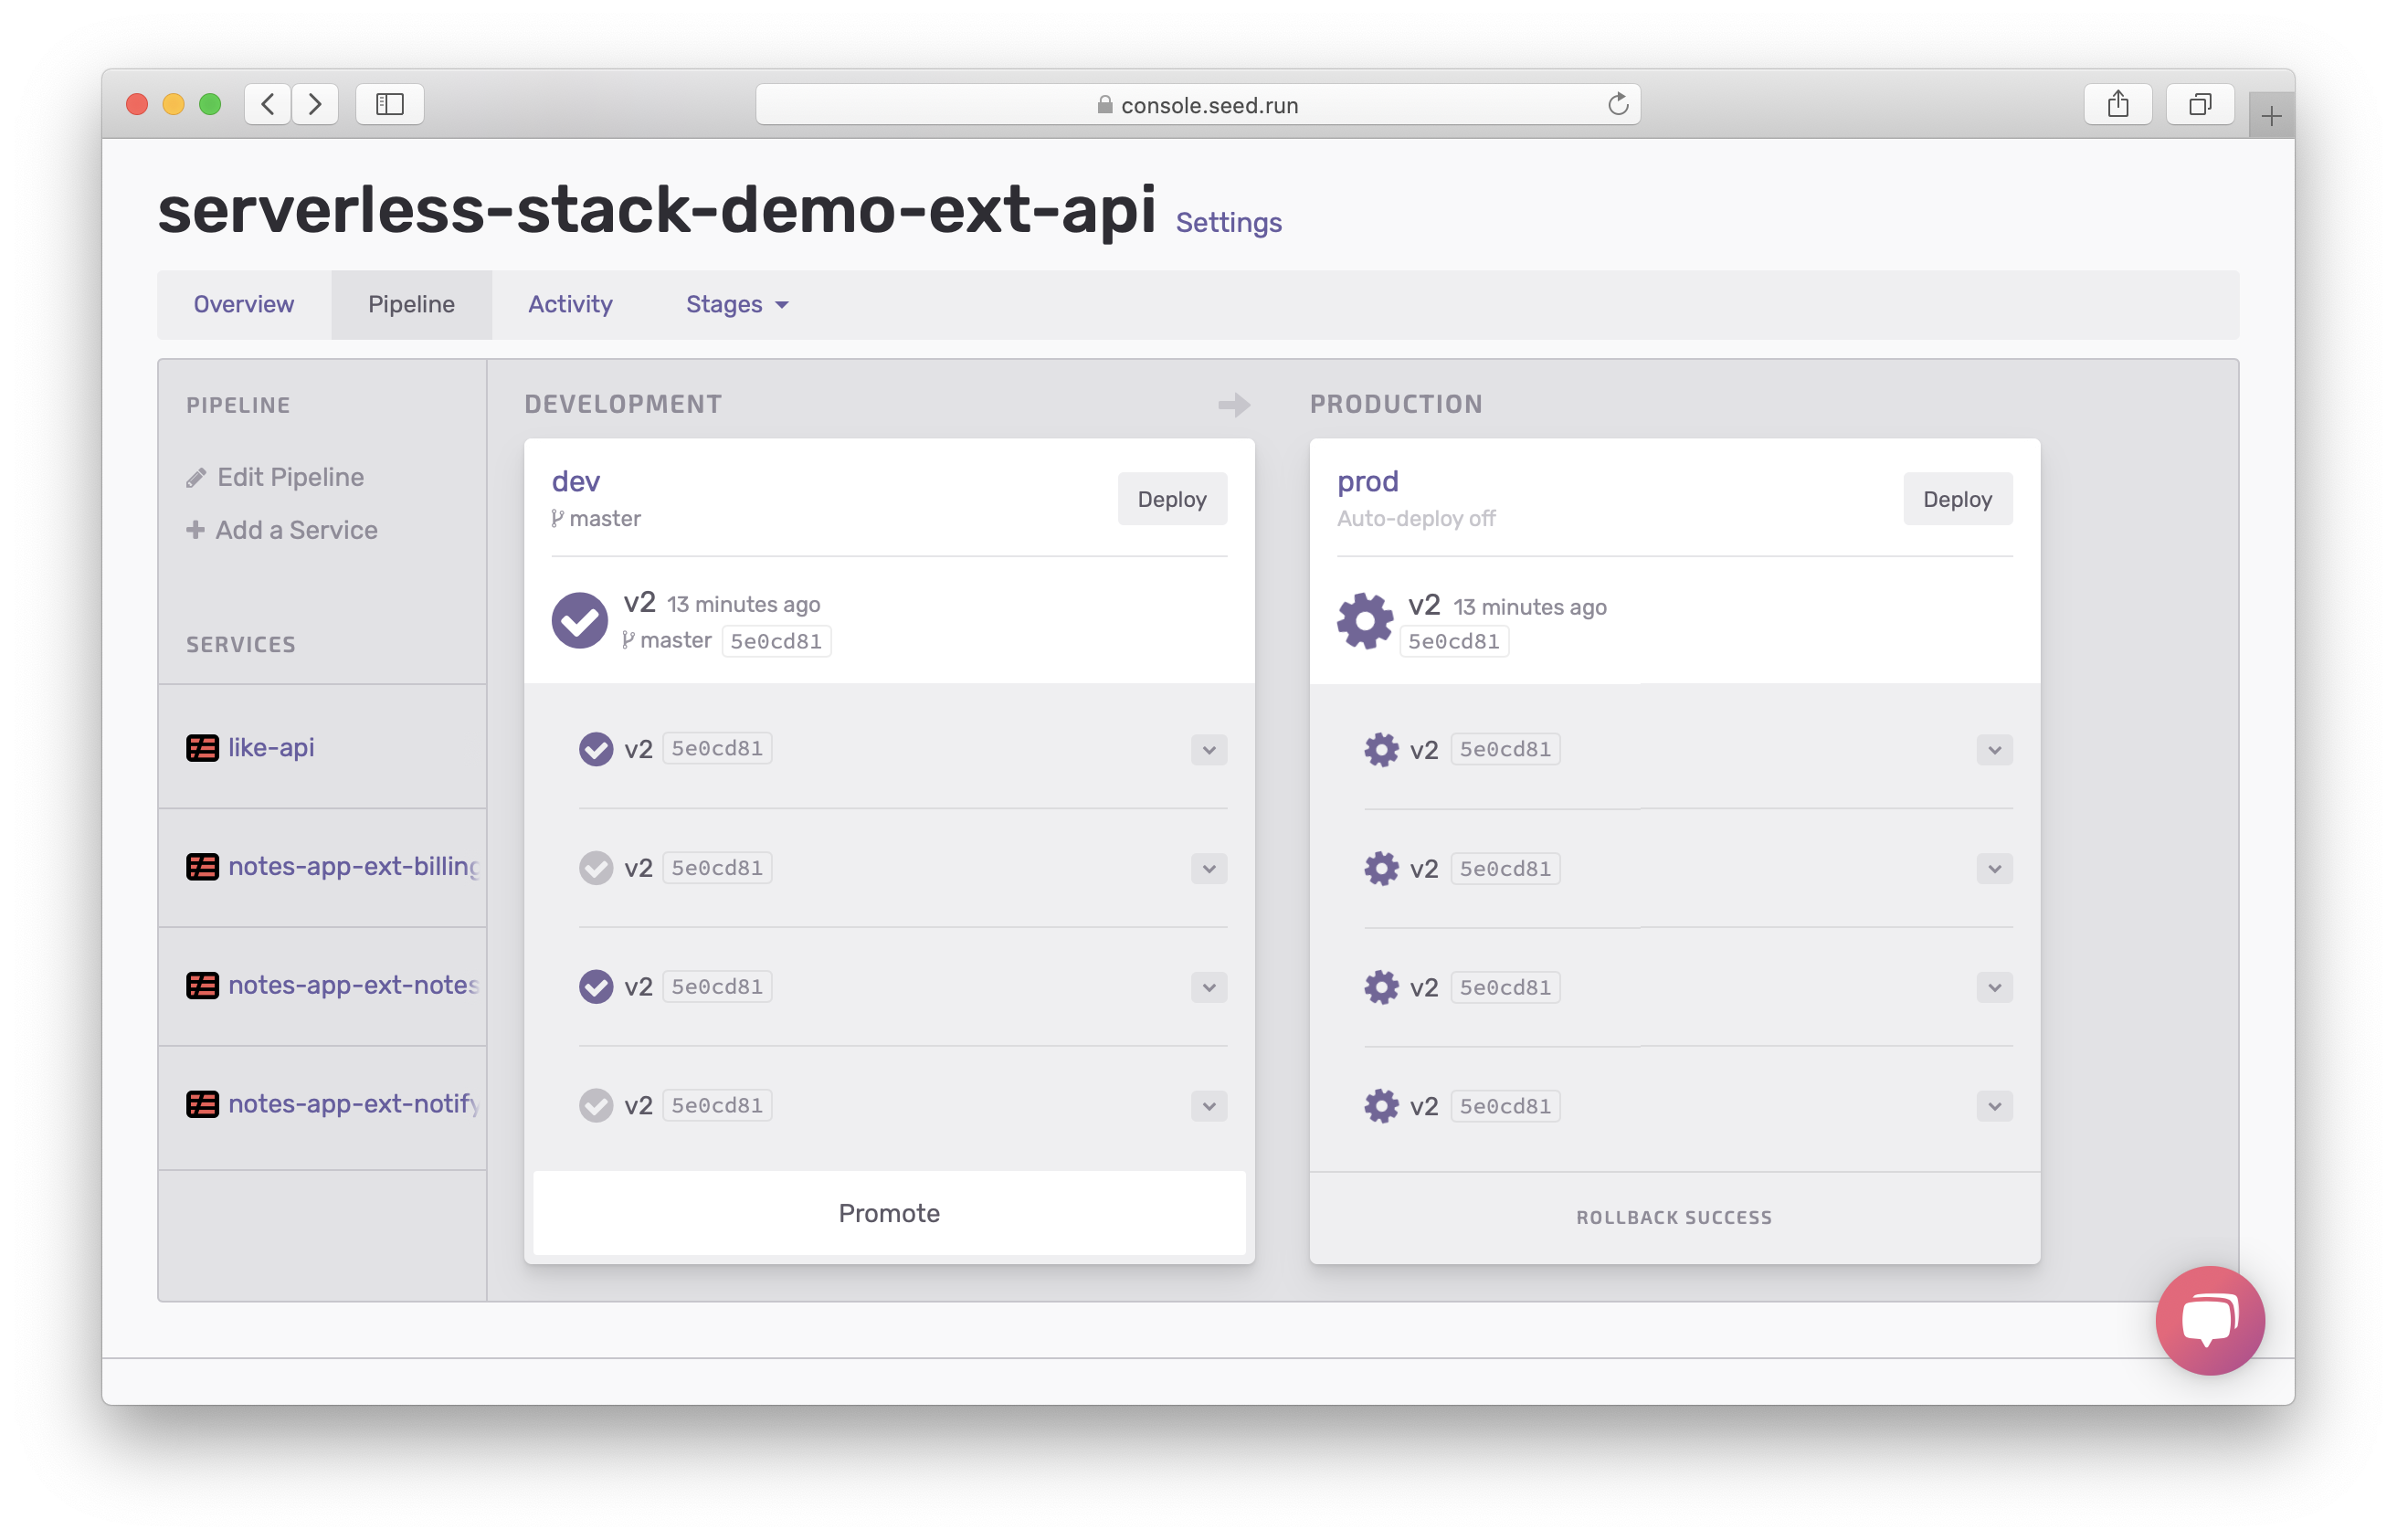 console.seed.run
serverless-stack-demo-ext-api Settings
Overview Pipeline Activity Stages
PIPELINE
Edit Pipeline
Add a Service
SERVICES
like-api
notes-app-ext-billing
notes-app-ext-notes
notes-app-ext-notify
DEVELOPMENT
dev
master
Deploy
v2 13 minutes ago
master 5e0cd81
v2 5e0cd81
v2 5e0cd81
v2 5e0cd81
v2 5e0cd81
Promote
PRODUCTION
prod
Auto-deploy off
Deploy
v2 13 minutes ago
5e0cd81
v2 5e0cd81
v2 5e0cd81
v2 5e0cd81
v2 5e0cd81
ROLLBACK SUCCESS